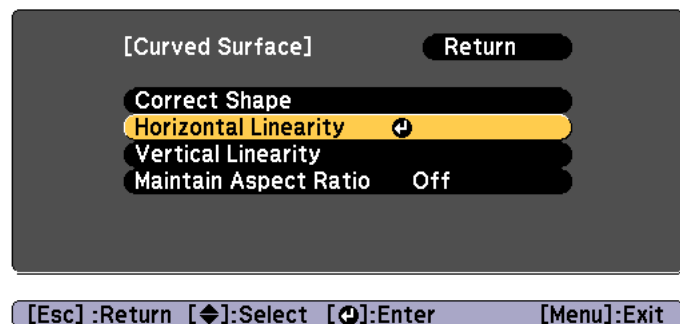 [Curved Surface] Return
Correct Shape
Horizontal Linearity
Vertical Linearity
Maintain Aspect Ratio Off
[Esc] :Return [◆]:Select [↵]:Enter [Menu]:Exit